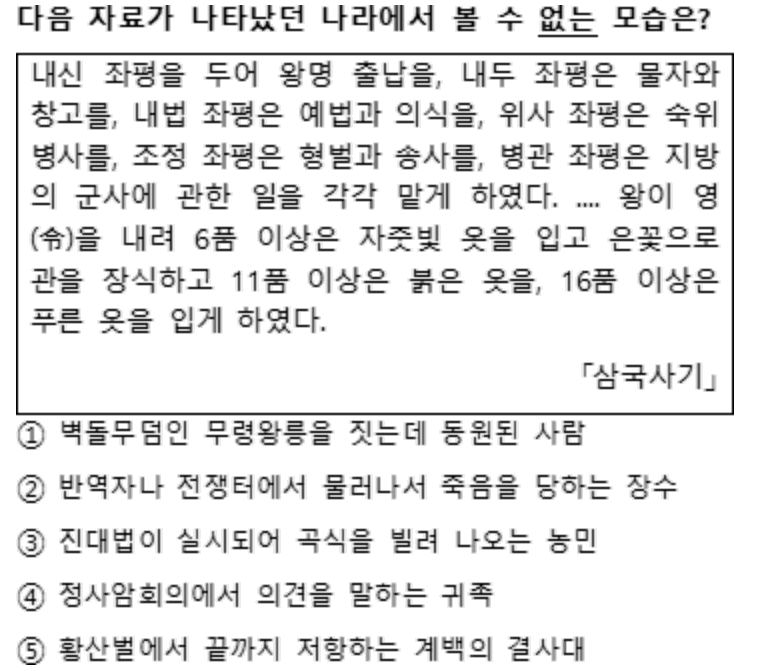 다음 자료가 나타났던 나라에서 볼 수 없는 모습은?
내신 좌평을 두어 왕명 출납을, 내두 좌평은 물자와
창고를, 내법 좌평은 예법과 의식을, 위사 좌평은 숙위
병사를, 조정 좌평은 형벌과 송사를, 병관 좌평은 지방
의 군사에 관한 일을 각각 맡게 하였다. .... 왕이 영
(令)을 내려 6품 이상은 자줏빛 옷을 입고 은꽃으로
관을 장식하고 11품 이상은 붉은 옷을, 16품 이상은
푸른 옷을 입게 하였다.
「삼국사기」
① 벽돌무덤인 무령왕릉을 짓는데 동원된 사람
② 반역자나 전쟁터에서 물러나서 죽음을 당하는 장수
③ 진대법이 실시되어 곡식을 빌려 나오는 농민
④ 정사암회의에서 의견을 말하는 귀족
⑤ 황산벌에서 끝까지 저항하는 계백의 결사대